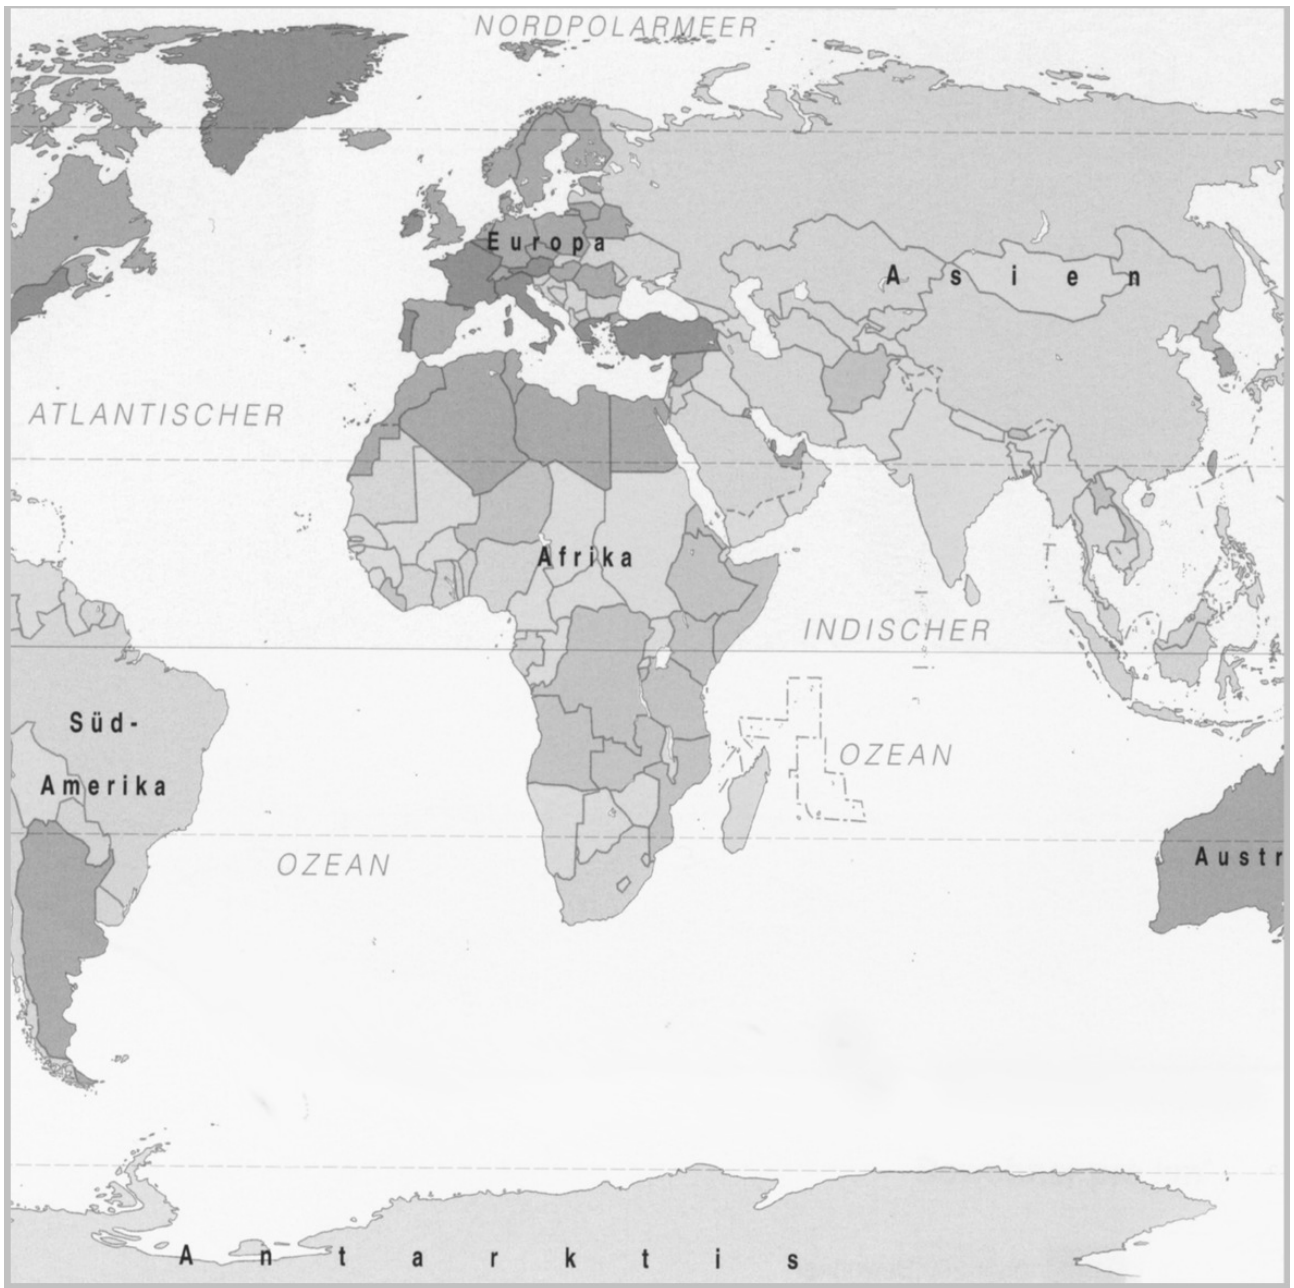 NORDPOLARMEER
Europa
Asien
ATLANTISCHER
Afrika
INDISCHER
Süd-
Amerika
OZEAN
OZEAN
Austr
Antarktis